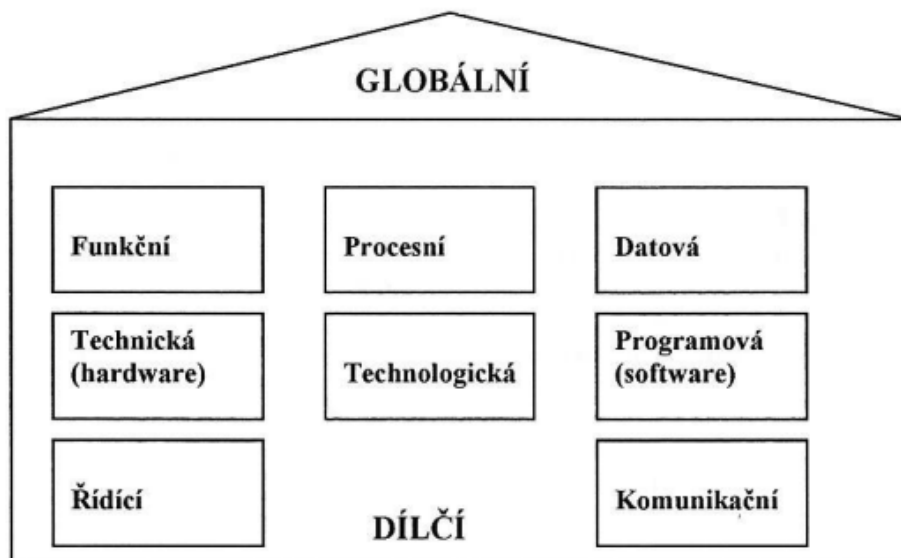 GLOBÁLNÍ
Funkční
Procesní
Datová
Technická
(hardware)
Technologická
Programová
(software)
Řídící
Komunikační
DÍLČÍ